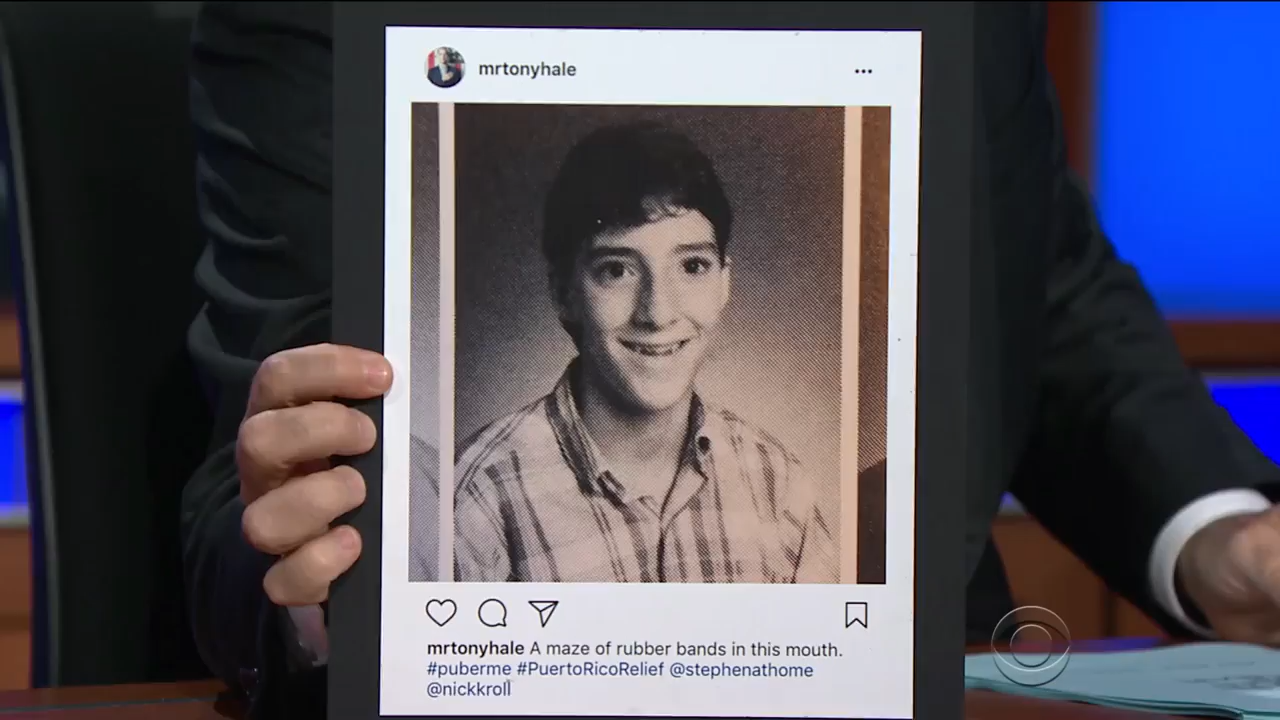 mrtonyhale
mrtonyhale A maze of rubber bands in this mouth.
#puberme #PuertoRicoRelief @stephenathome
@nickkroll